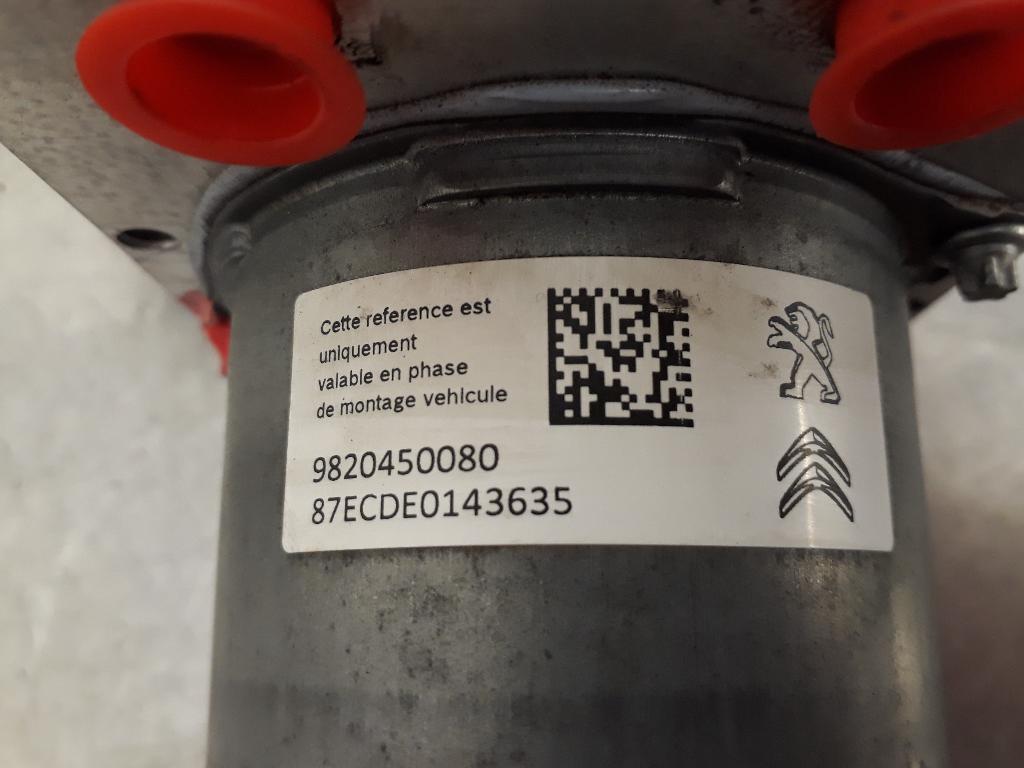 Cette reference est
uniquement
valable en phase
de montage vehicule
9820450080
87ECDE0143635